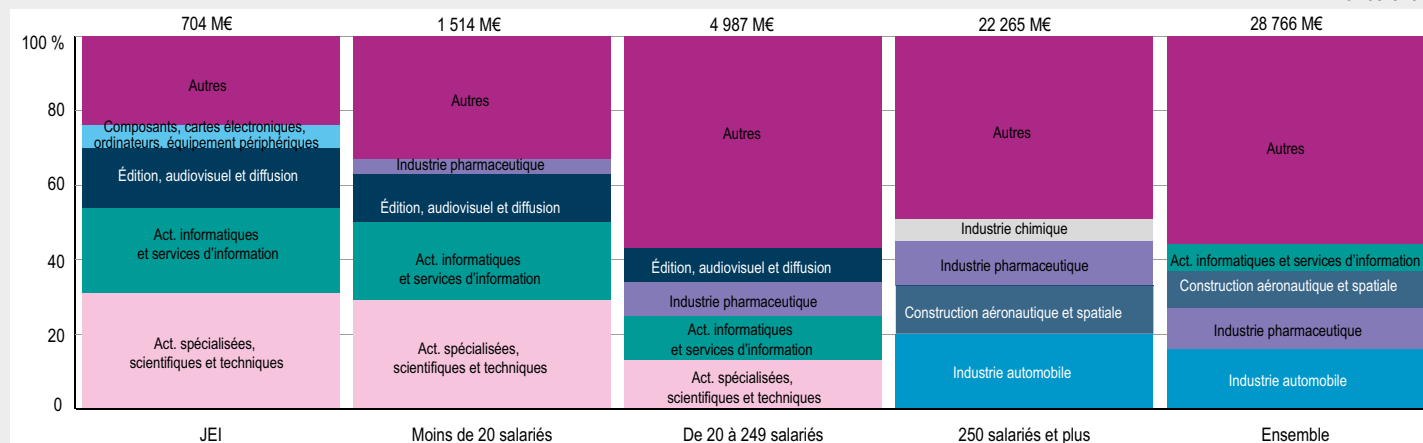 704 M€ 1 514 M€ 4 987 M€ 22 265 M€ 28 766 M€
100 %
80
60
40
20
0
Autres
Composants, cartes électroniques,
ordinateurs, équipement périphériques
Édition, audiovisuel et diffusion
Act. informatiques
et services d'information
Act. spécialisées,
scientifiques et techniques
Autres
Industrie pharmaceutique
Édition, audiovisuel et diffusion
Act. informatiques
et services d'information
Act. spécialisées,
scientifiques et techniques
Autres
Édition, audiovisuel et diffusion
Industrie pharmaceutique
Act. informatiques
et services d'information
Act. spécialisées,
scientifiques et techniques
Autres
Industrie chimique
Industrie pharmaceutique
Construction aéronautique et spatiale
Industrie automobile
Autres
Act. informatiques et services d'information
Construction aéronautique et spatiale
Industrie pharmaceutique
Industrie automobile
JEI Moins de 20 salariés De 20 à 249 salariés 250 salariés et plus Ensemble